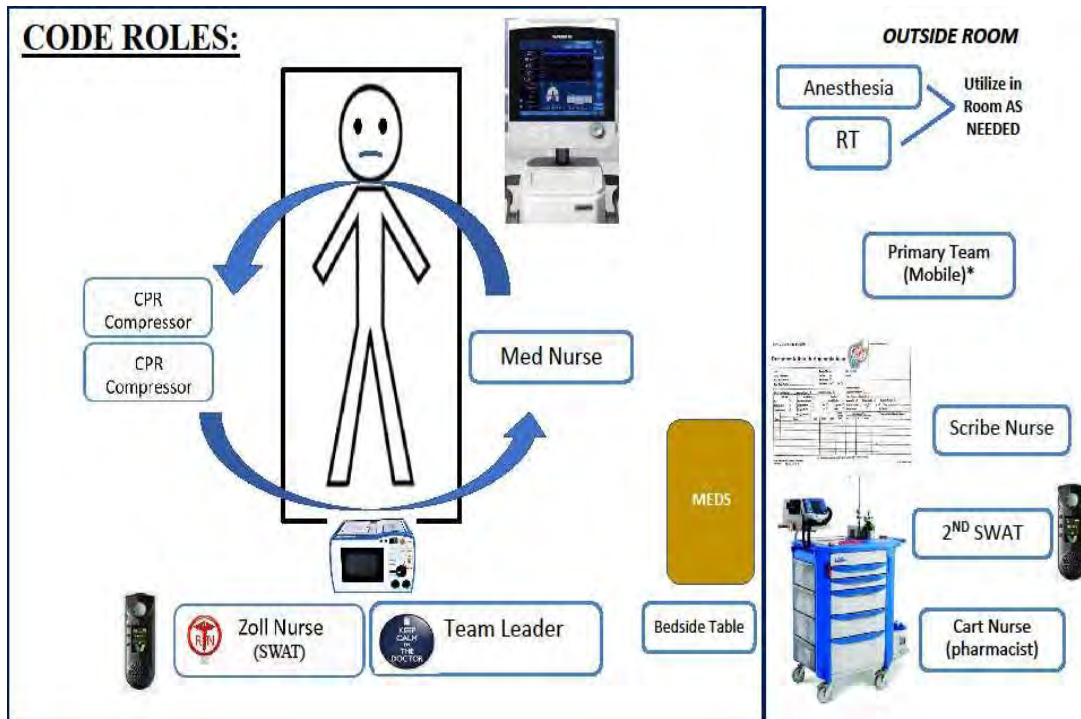 CODE ROLES:
OUTSIDE ROOM
Anesthesia
RT
Utilize in
Room AS
NEEDED
Primary Team
(Mobile)*
CPR
Compressor
CPR
Compressor
Med Nurse
Scribe Nurse
MEDS
2ND SWAT
RN
Zoll Nurse
(SWAT)
KEEP
CALM
THE
DOCTOR
Team Leader
Bedside Table
Cart Nurse
(pharmacist)